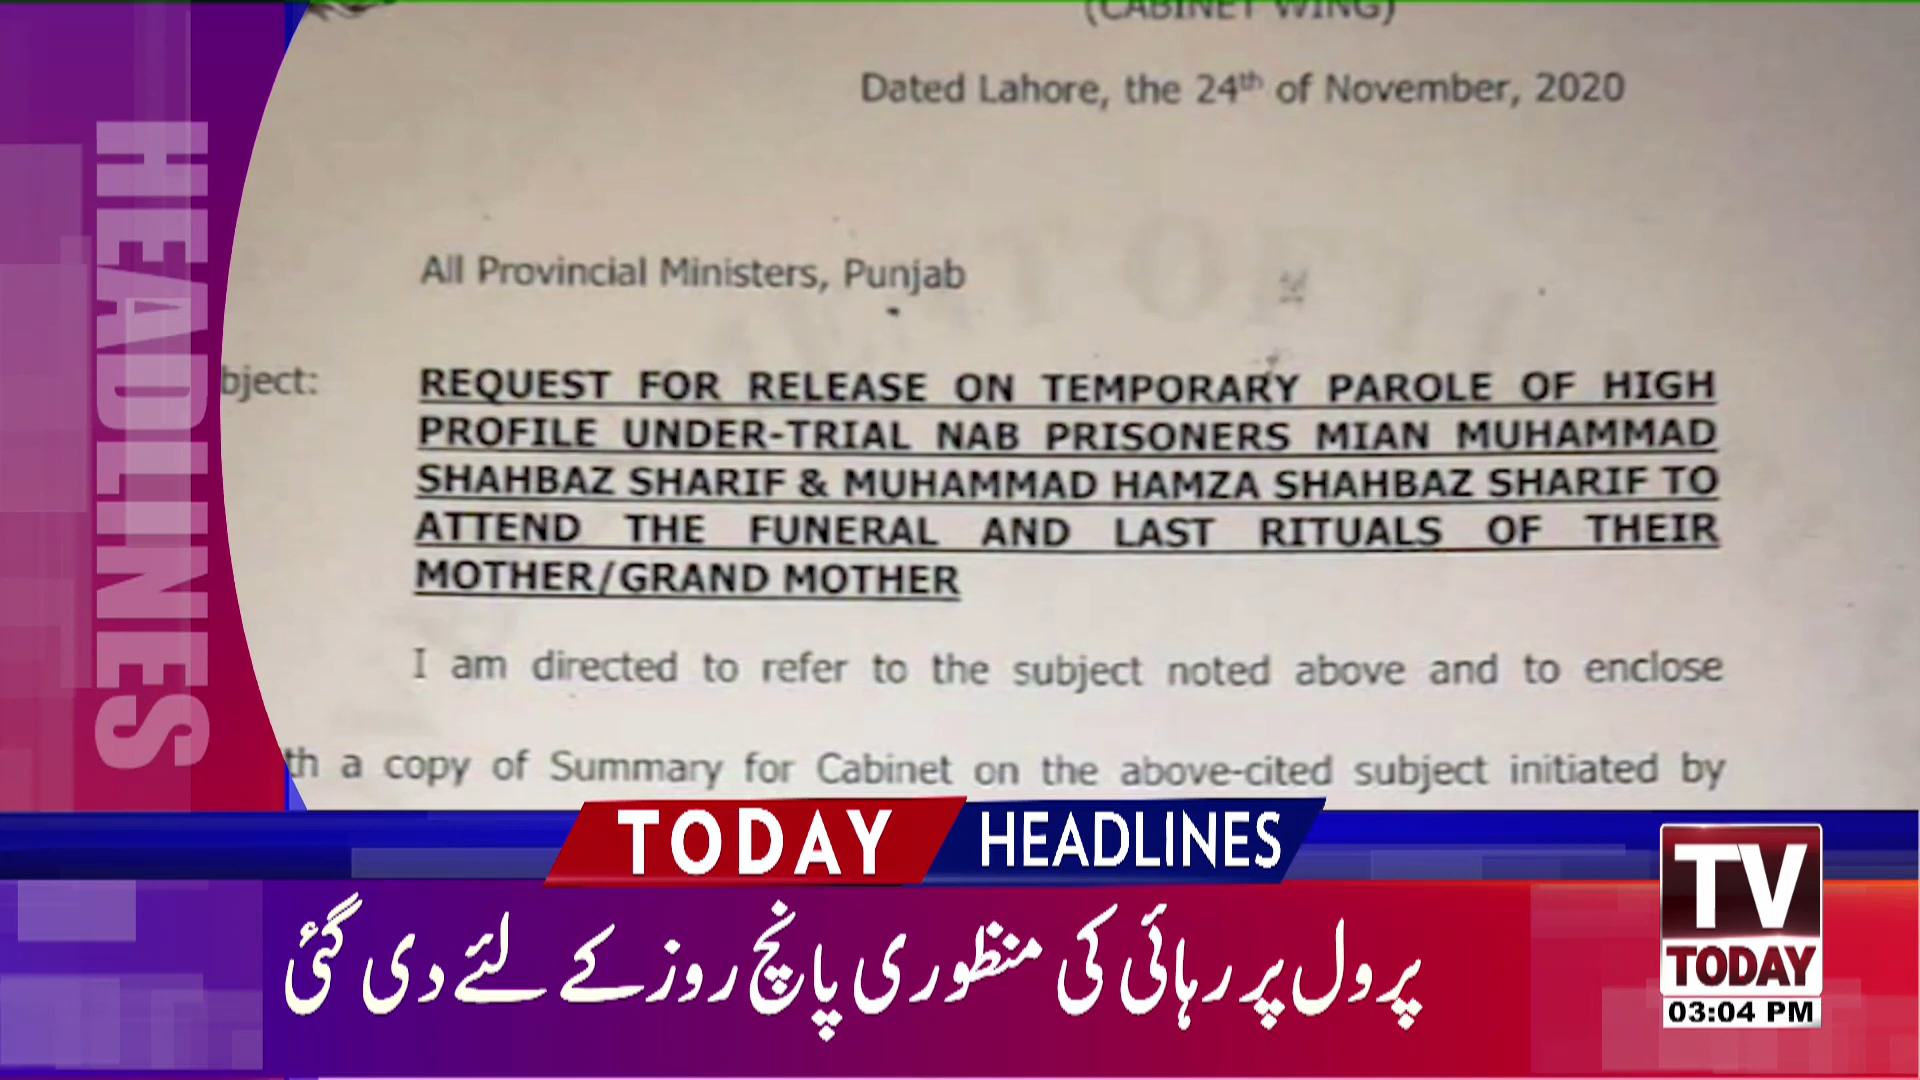 (CABINET WING)
Dated Lahore, the 24th of November, 2020
All Provincial Ministers, Punjab
bject:
REQUEST FOR RELEASE ON TEMPORARY PAROLE OF HIGH
PROFILE UNDER-TRIAL NAB PRISONERS MIAN MUHAMMAD
SHAHBAZ SHARIF & MUHAMMAD HAMZA SHAHBAZ SHARIF TO
ATTEND THE FUNERAL AND LAST RITUALS OF THEIR
MOTHER/GRAND MOTHER
I am directed to refer to the subject noted above and to enclose
th a copy of Summary for Cabinet on the above-cited subject initiated by
HEADLINES
TODAY HEADLINES
پرول پر رہائی کی منظوری پانچ روز کے لئے دی گئی
TV
TODAY
03:04 PM